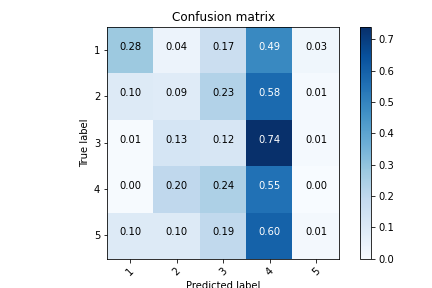 Confusion matrix
1 0.28 0.04 0.17 0.49 0.03
2 0.10 0.09 0.23 0.58 0.01
3 0.01 0.13 0.12 0.74 0.01
4 0.00 0.20 0.24 0.55 0.00
5 0.10 0.10 0.19 0.60 0.01
1 2 3 4 5
True label
Predicted label
0.7
0.6
0.5
0.4
0.3
0.2
0.1
0.0